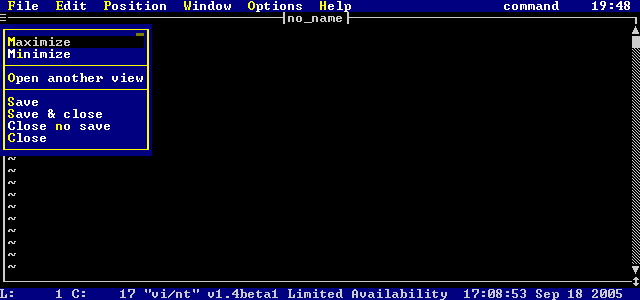 File Edit Position Window Options Help command 19:48
no_name
Maximize
Minimize
Open another view
Save
Save & close
Close no save
Close
~
~
~
~
~
~
~
~
~
~
L: 1 C: 17 "vi/nt" v1.4beta1 Limited Availability 17:08:53 Sep 18 2005